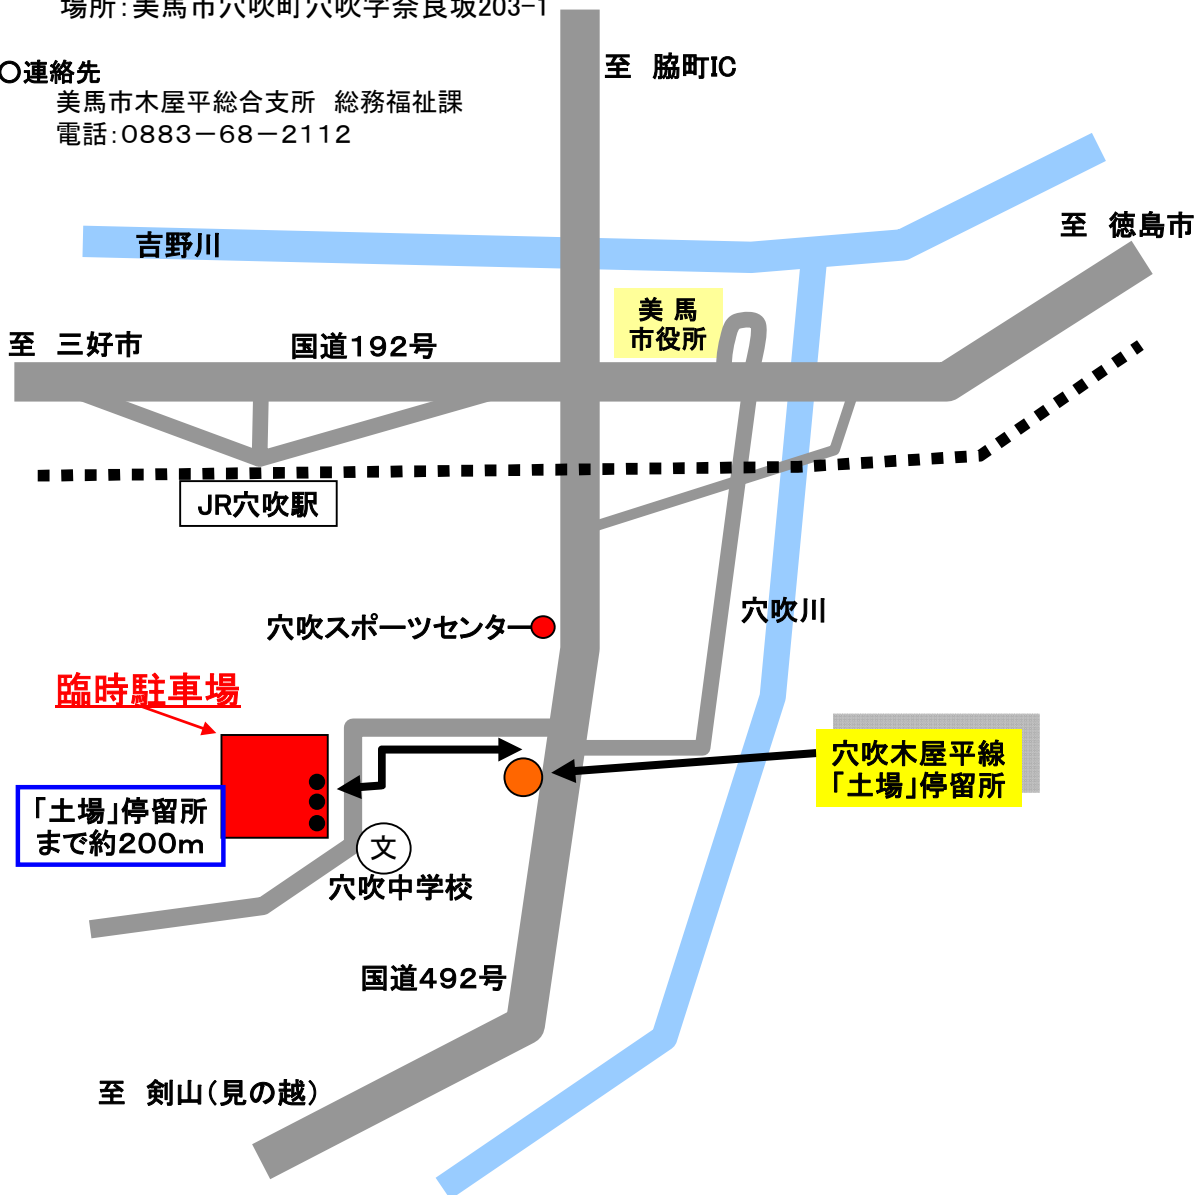 場所：美馬市穴吹町穴吹字奈良坂203-1
○連絡先
美馬市木屋平総合支所　総務福祉課
電話：0883－68－2112
至　脇町IC
吉野川
至　徳島市
美 馬
市役所
至　三好市
国道192号
JR穴吹駅
穴吹川
穴吹スポーツセンター
臨時駐車場
穴吹木屋平線
「土場」停留所
「土場」停留所
まで約200m
文
穴吹中学校
国道492号
至　剣山（見の越）